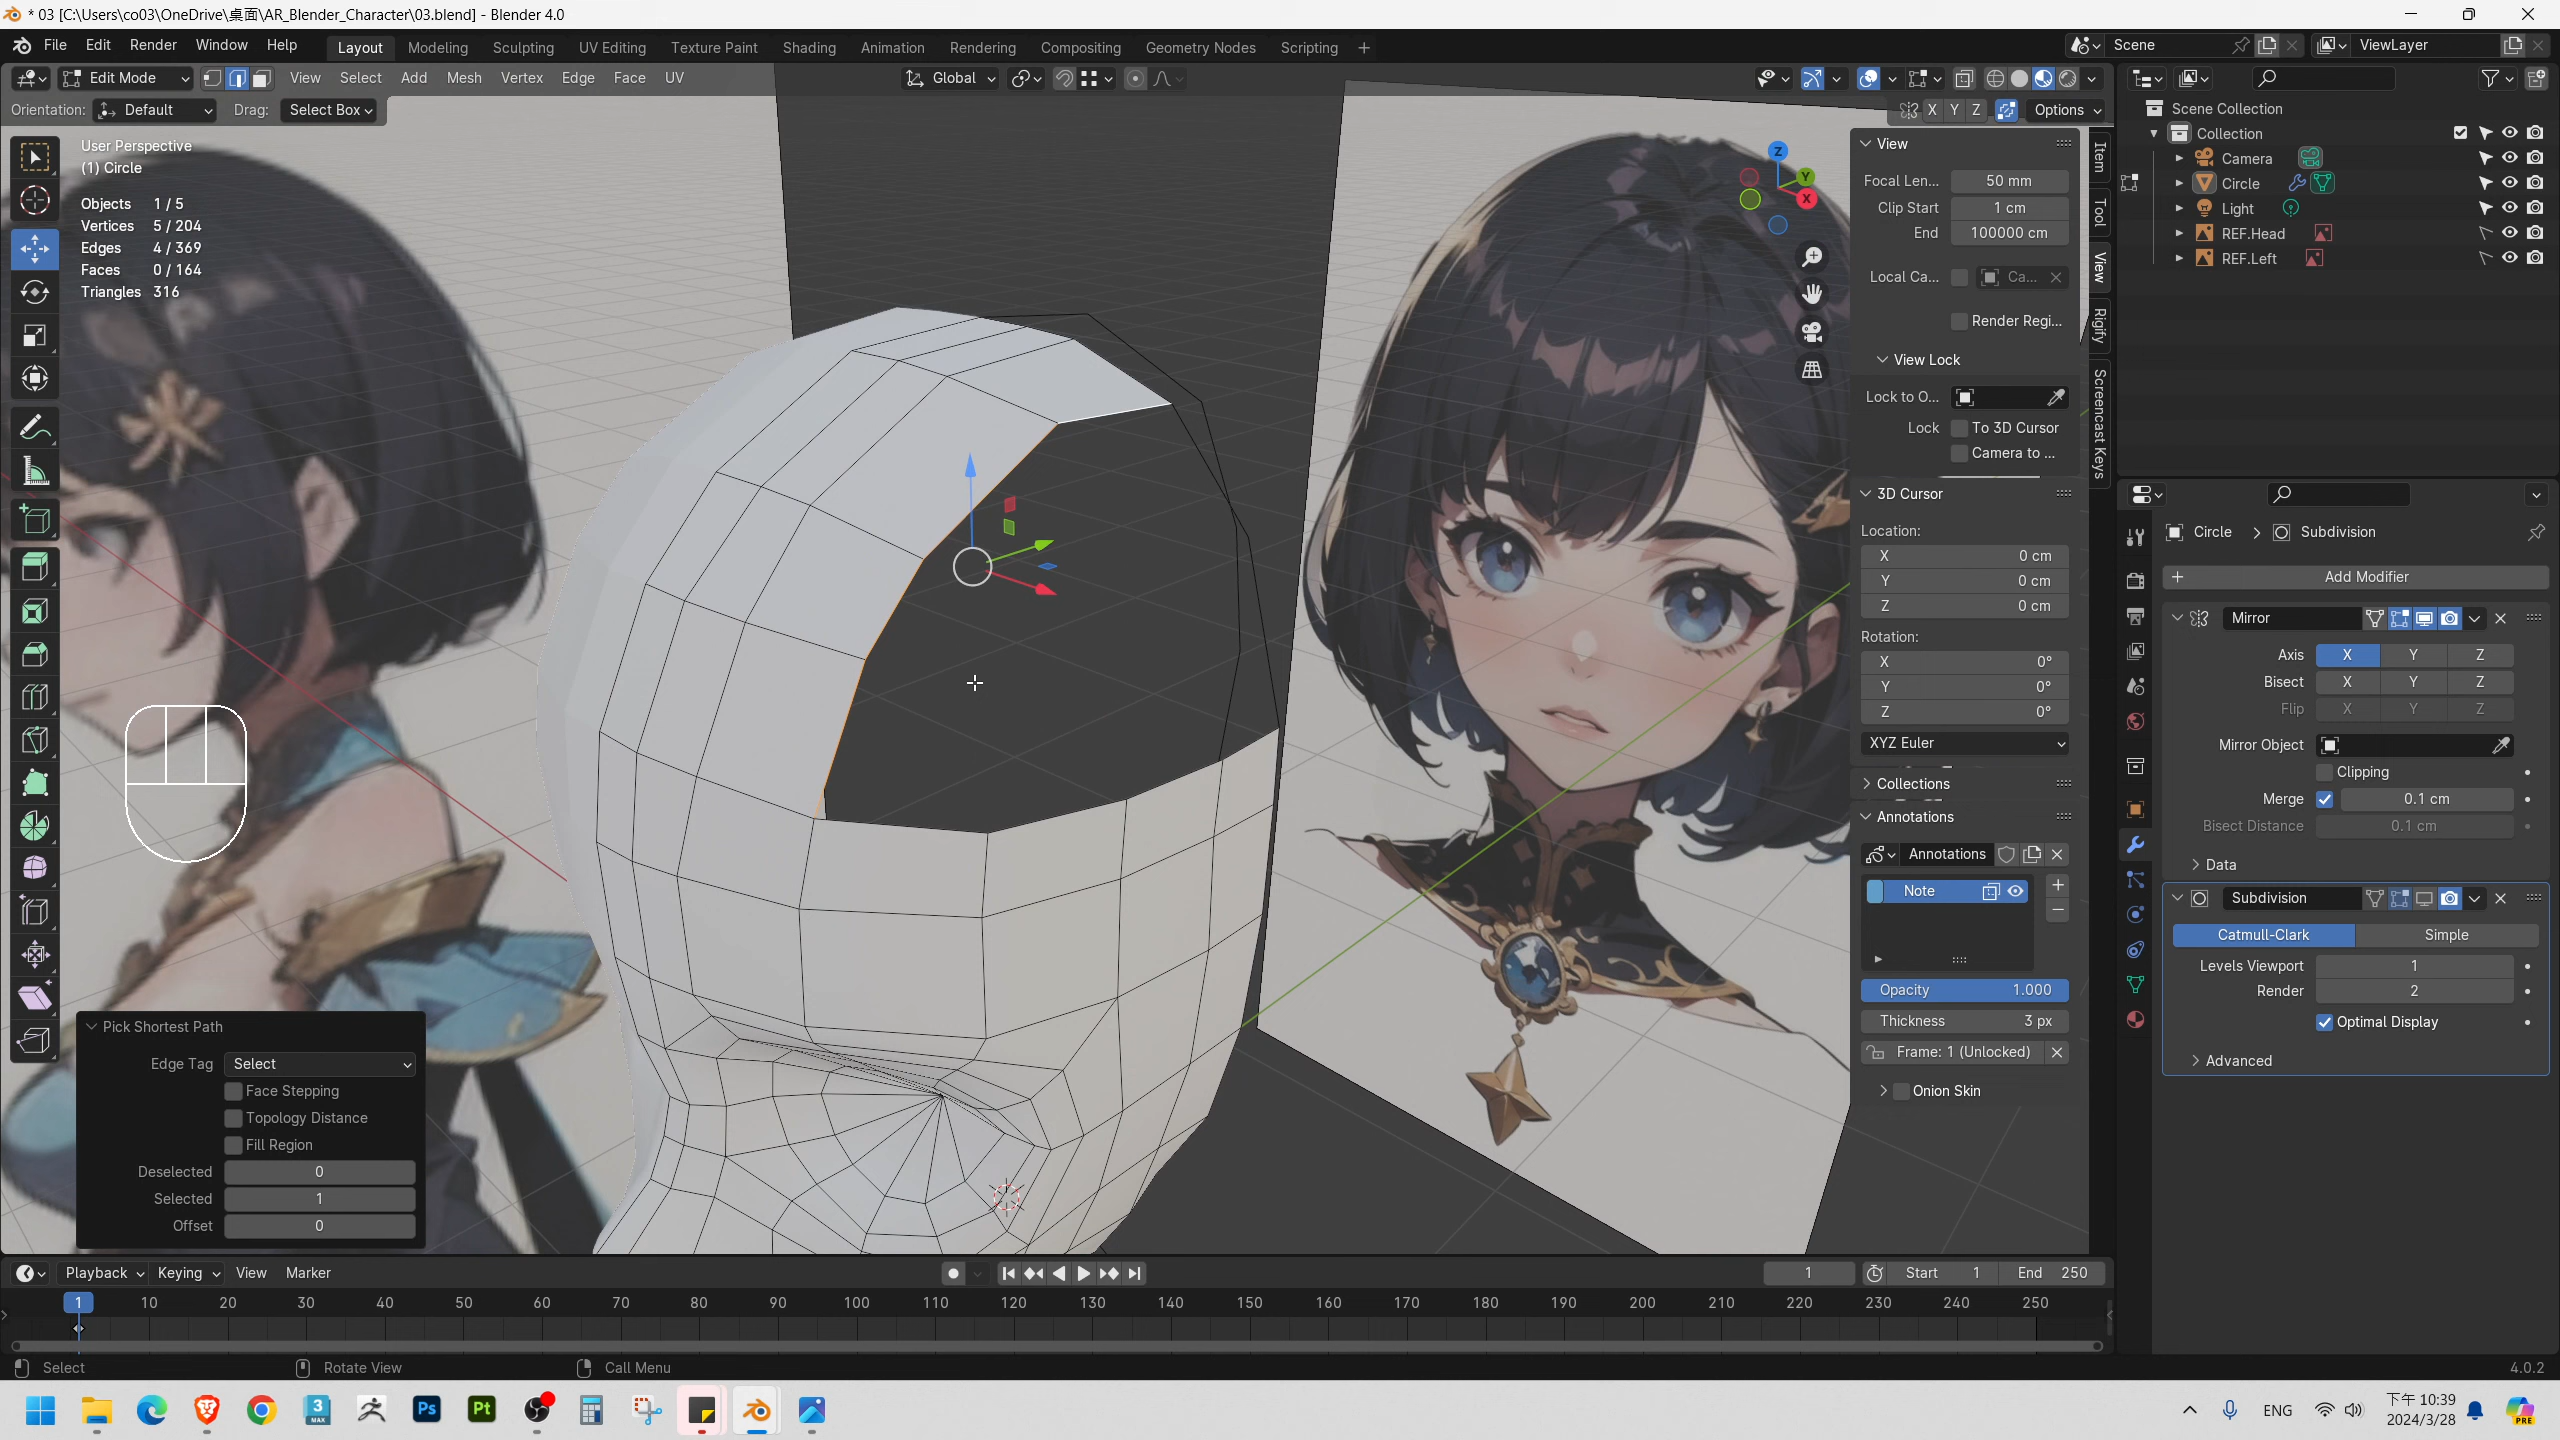 * 03 [C:\Users\co03\OneDrive\桌面\AR_Blender_Character\03.blend] - Blender 4.0
File Edit Render Window Help Layout Modeling Sculpting UV Editing Texture Paint Shading Animation Rendering Compositing Geometry Nodes Scripting + Scene ViewLayer
Edit Mode View Select Add Mesh Vertex Edge Face UV Global
Orientation: Default Drag: Select Box X Y Z Options
User Perspective
(1) Circle
Objects 1 / 5
Vertices 5 / 204
Edges 4 / 369
Faces 0 / 164
Triangles 316
Z
Y
X
View
Focal Len... 50 mm
Clip Start 1 cm
End 100000 cm
Local Ca... Ca...
Render Regi...
View Lock
Lock to O...
Lock To 3D Cursor
Camera to ...
3D Cursor
Location:
X 0 cm
Y 0 cm
Z 0 cm
Rotation:
X 0°
Y 0°
Z 0°
XYZ Euler
Collections
Annotations
Annotations
Note
Opacity 1.000
Thickness 3 px
Frame: 1 (Unlocked)
Onion Skin
Item
Tool
View
Rigify
Screencast Keys
Scene Collection
Collection
Camera
Circle
Light
REF.Head
REF.Left
Circle > Subdivision
+ Add Modifier
Mirror
Axis X Y Z
Bisect X Y Z
Flip X Y Z
Mirror Object
Clipping
Merge 0.1 cm
Bisect Distance 0.1 cm
Data
Subdivision
Catmull-Clark Simple
Levels Viewport 1
Render 2
Optimal Display
Advanced
Pick Shortest Path
Edge Tag Select
Face Stepping
Topology Distance
Fill Region
Deselected 0
Selected 1
Offset 0
Playback Keying View Marker 1 Start 1 End 250
1 10 20 30 40 50 60 70 80 90 100 110 120 130 140 150 160 170 180 190 200 210 220 230 240 250
Select Rotate View Call Menu 4.0.2
3 MAX Ps Pt ENG 下午 10:39
2024/3/28 PRE